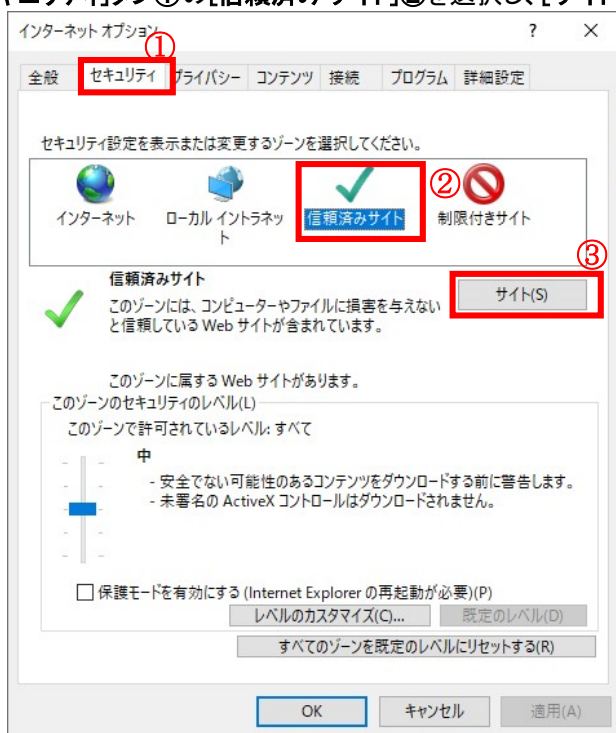 インターネット オプション ? ×
①
全般 セキュリティ プライバシー コンテンツ 接続 プログラム 詳細設定
セキュリティ設定を表示または変更するゾーンを選択してください。
②
インターネット ローカル イントラネット 信頼済みサイト 制限付きサイト
③
信頼済みサイト
サイト(S)
このゾーンには、コンピューターやファイルに損害を与えない
と信頼している Web サイトが含まれています。
このゾーンに属する Web サイトがあります。
このゾーンのセキュリティのレベル(L)
このゾーンで許可されているレベル: すべて
中
- 安全でない可能性のあるコンテンツをダウンロードする前に警告します。
- 未署名の ActiveX コントロールはダウンロードされません。
保護モードを有効にする (Internet Explorer の再起動が必要)(P)
レベルのカスタマイズ(C)... 既定のレベル(D)
すべてのゾーンを既定のレベルにリセットする(R)
OK キャンセル 適用(A)